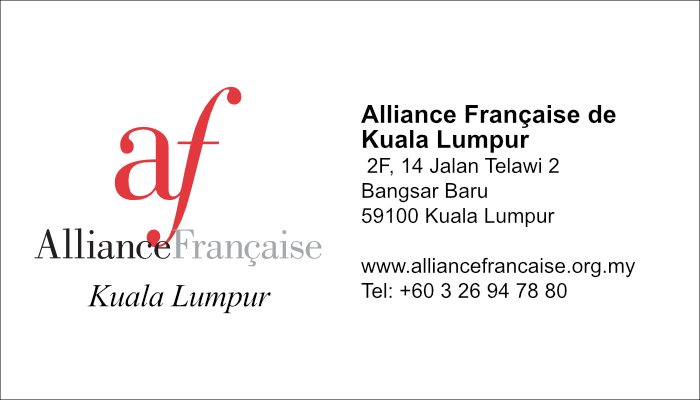 af
AllianceFrançaise
Kuala Lumpur
Alliance Française de
Kuala Lumpur
2F, 14 Jalan Telawi 2
Bangsar Baru
59100 Kuala Lumpur
www.alliancefrancaise.org.my
Tel: +60 3 26 94 78 80